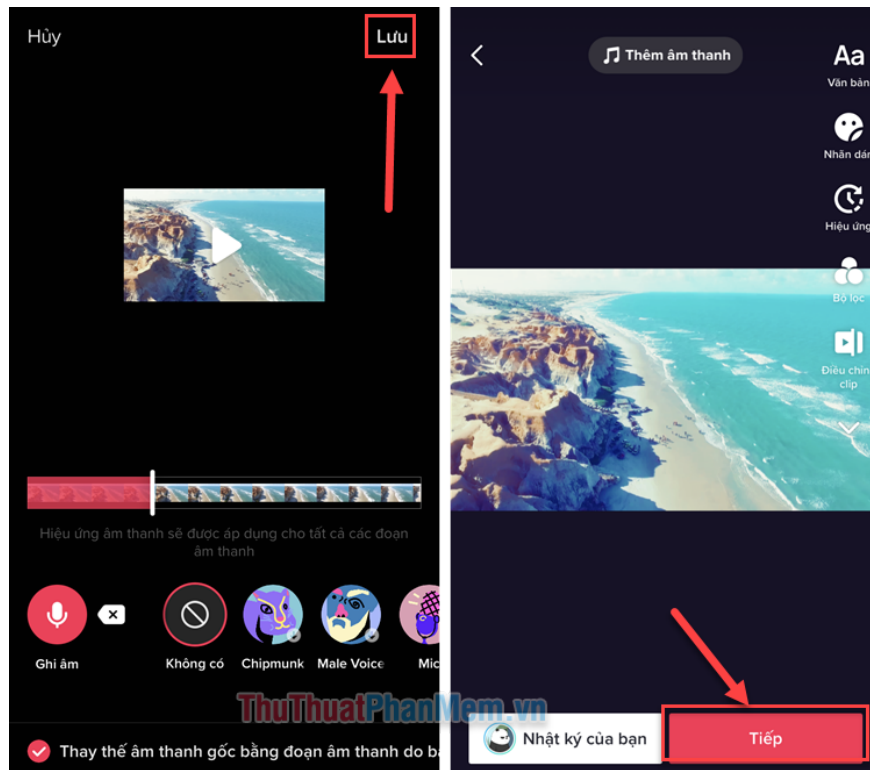 Hủy
Lưu
Hiệu ứng âm thanh sẽ được áp dụng cho tất cả các đoạn
âm thanh
Ghi âm
Không có
Chipmunk
Male Voice
Mic
Thay thế âm thanh gốc bằng đoạn âm thanh do b
Thêm âm thanh
Aa
Văn bản
Nhãn dán
Hiệu ứng
Bộ lọc
Điều chỉn
clip
Nhật ký của bạn
Tiếp
ThuThuatPhanMem.vn